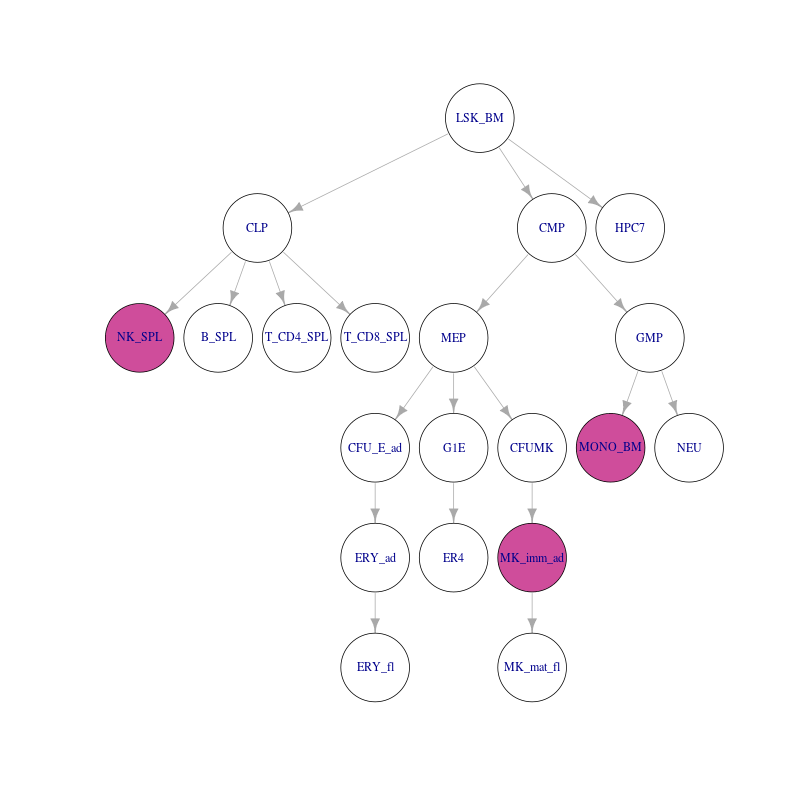 LSK_BM
CLP
CMP
HPC7
NK_SPL
B_SPL
T_CD4_SPL
T_CD8_SPL
MEP
GMP
CFU_E_ad
G1E
CFUMK
MONO_BM
NEU
ERY_ad
ER4
MK_imm_ad
ERY_fl
MK_mat_fl